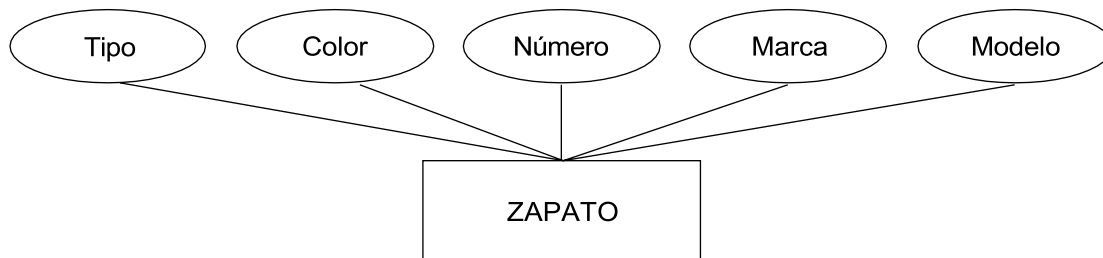 Tipo
Color
Número
Marca
Modelo
ZAPATO